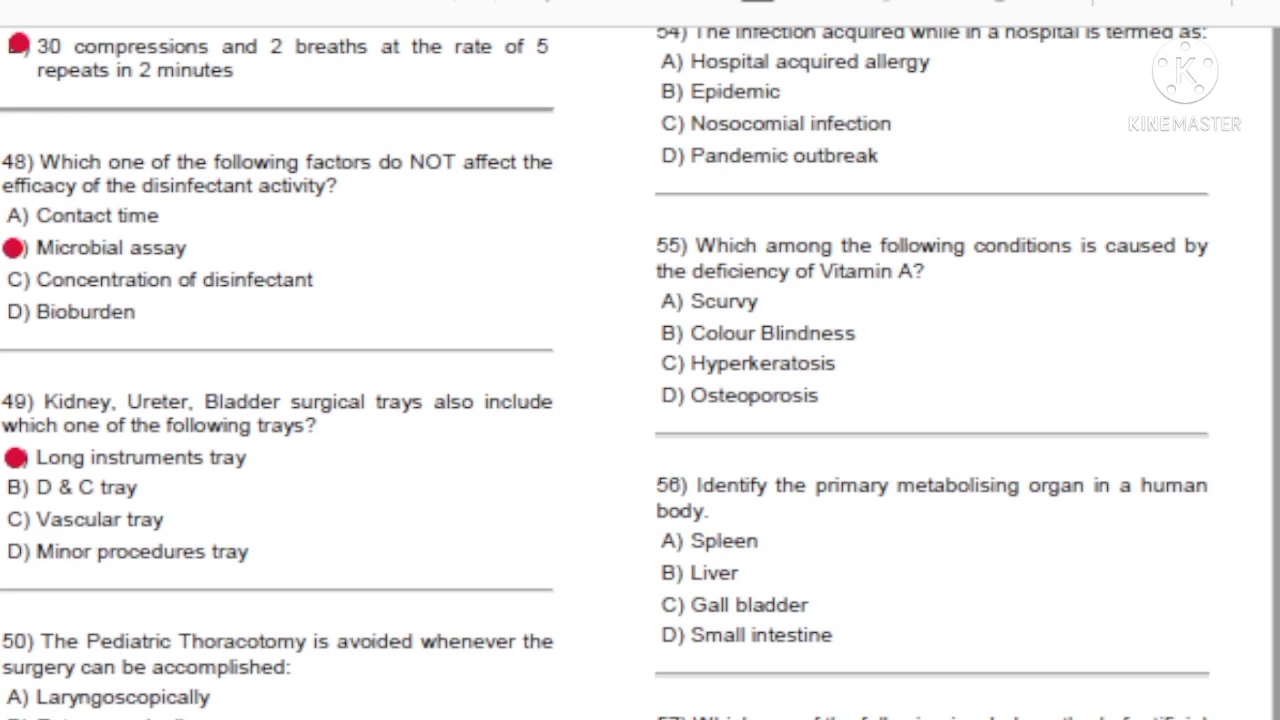 30 compressions and 2 breaths at the rate of 5
repeats in 2 minutes
48) Which one of the following factors do NOT affect the
efficacy of the disinfectant activity?
A) Contact time
) Microbial assay
C) Concentration of disinfectant
D) Bioburden
49) Kidney, Ureter, Bladder surgical trays also include
which one of the following trays?
Long instruments tray
B) D & C tray
C) Vascular tray
D) Minor procedures tray
50) The Pediatric Thoracotomy is avoided whenever the
surgery can be accomplished:
A) Laryngoscopically
54) The infection acquired while in a hospital is termed as:
A) Hospital acquired allergy
B) Epidemic
C) Nosocomial infection
D) Pandemic outbreak
55) Which among the following conditions is caused by
the deficiency of Vitamin A?
A) Scurvy
B) Colour Blindness
C) Hyperkeratosis
D) Osteoporosis
56) Identify the primary metabolising organ in a human
body.
A) Spleen
B) Liver
C) Gall bladder
D) Small intestine
K
KINEMASTER